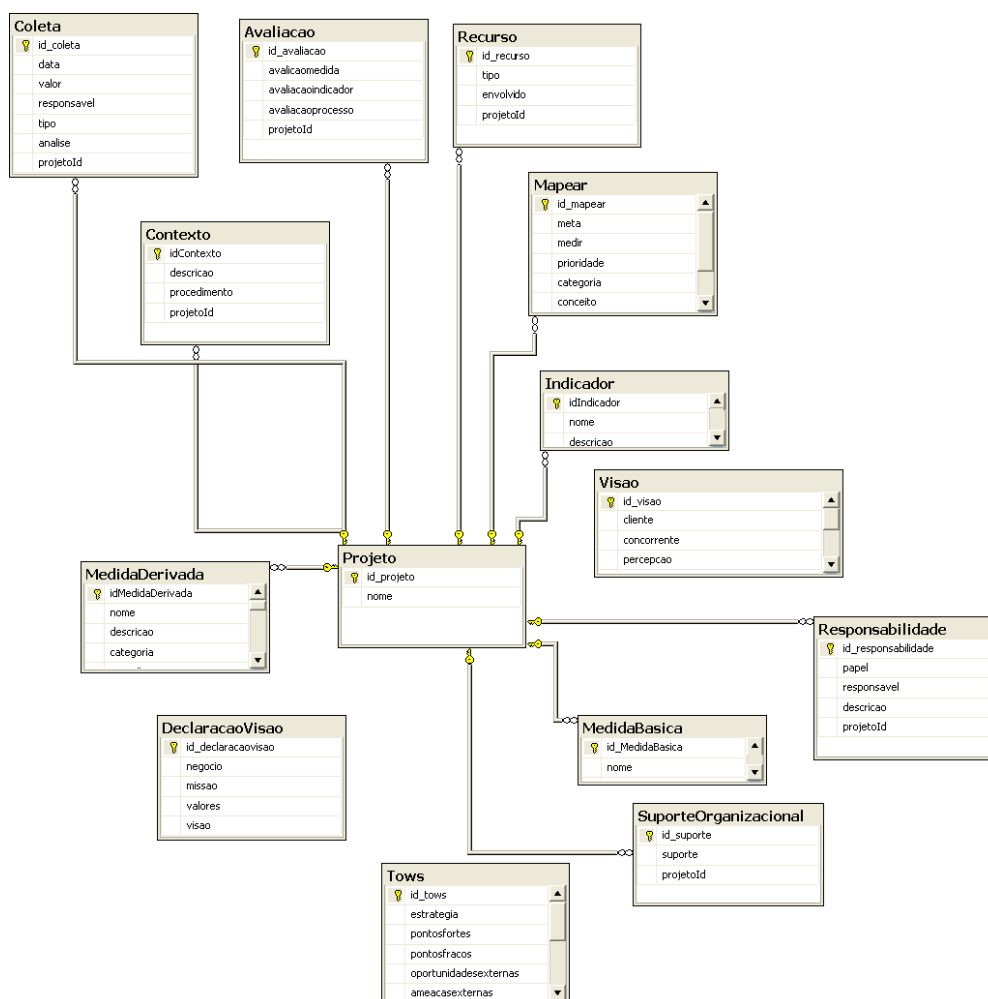 Coleta
id_coleta
data
valor
responsavel
tipo
analise
projetoId
Avaliacao
id_avaliacao
avalicaomedida
avaliacaoindicador
avaliacaoprocesso
projetoId
Recurso
id_recurso
tipo
envolvido
projetoId
Mapear
id_mapear
meta
medir
prioridade
categoria
conceito
Contexto
idContexto
descricao
procedimento
projetoId
Indicador
idIndicador
nome
descricao
Visao
id_visao
cliente
concorrente
percepcao
Projeto
id_projeto
nome
MedidaDerivada
idMedidaDerivada
nome
descricao
categoria
Responsabilidade
id_responsabilidade
papel
responsavel
descricao
projetoId
DeclaracaoVisao
id_declaracaovisao
negocio
missao
valores
visao
MedidaBasica
id_MedidaBasica
nome
SuporteOrganizacional
id_suporte
suporte
projetoId
Tows
id_tows
estrategia
pontosfortes
pontosfracos
oportunidadesexternas
ameacasexternas